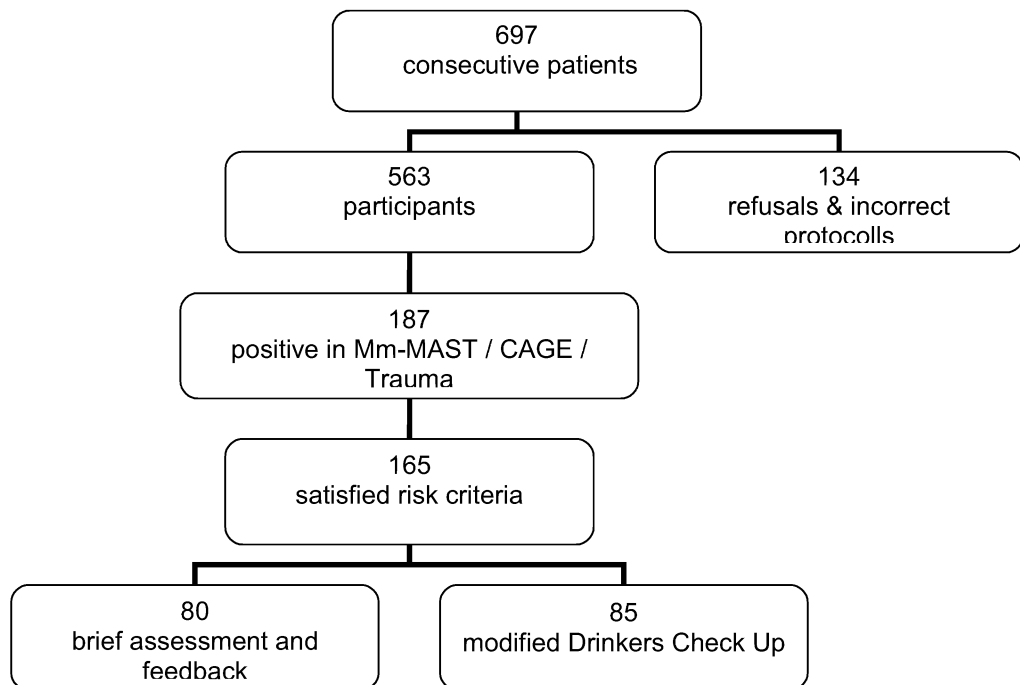 697
consecutive patients
563
participants
134
refusals & incorrect
protocolls
187
positive in Mm-MAST / CAGE /
Trauma
165
satisfied risk criteria
80
brief assessment and
feedback
85
modified Drinkers Check Up